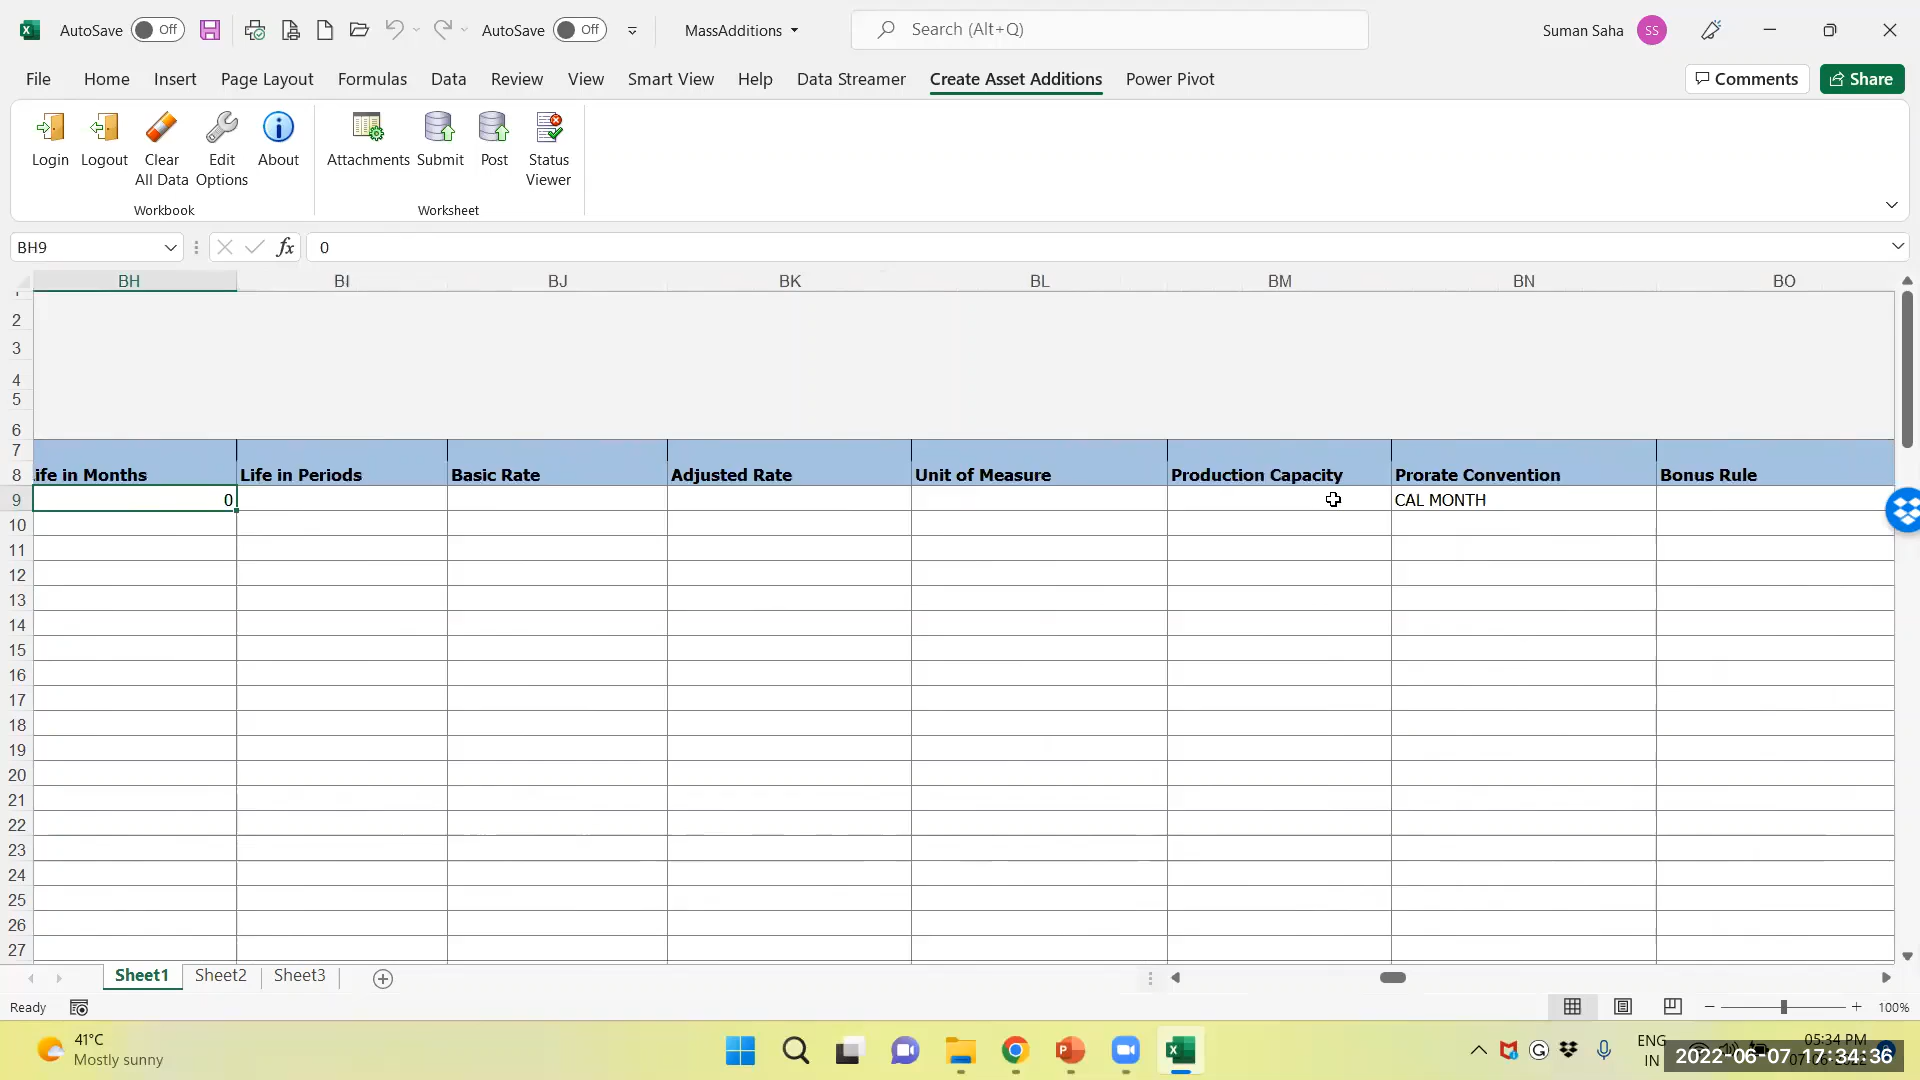 AutoSave Off AutoSave Off MassAdditions Search (Alt+Q) Suman Saha SS
File Home Insert Page Layout Formulas Data Review View Smart View Help Data Streamer Create Asset Additions Power Pivot Comments Share
Login Logout Clear All Data Edit Options About Attachments Submit Post Status Viewer
Workbook Worksheet
BH9 fx 0
BH BI BJ BK BL BM BN BO
2
3
4
5
6
7
8 ife in Months Life in Periods Basic Rate Adjusted Rate Unit of Measure Production Capacity Prorate Convention Bonus Rule
9 0 CAL MONTH
10
11
12
13
14
15
16
17
18
19
20
21
22
23
24
25
26
27
Sheet1 Sheet2 Sheet3
Ready 100%
41°C
Mostly sunny
ENG
IN
05:34 PM
2022-06-07 17:34:36